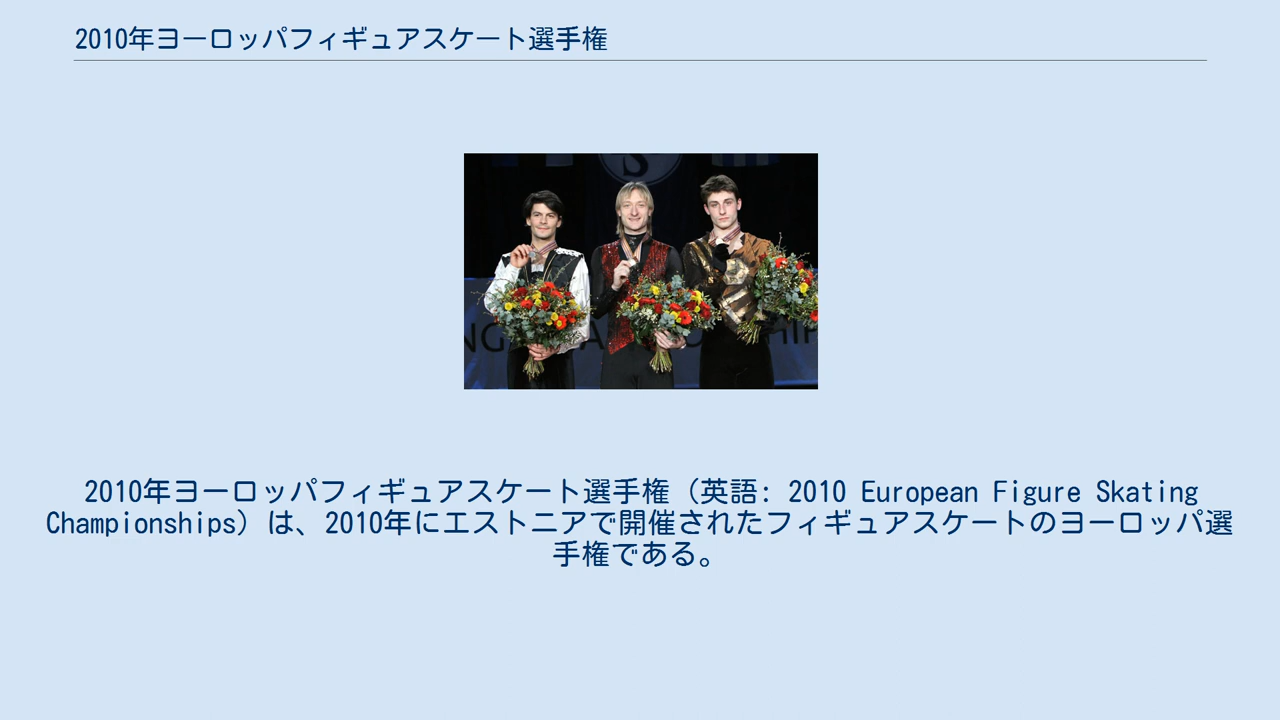 2010年ヨーロッパフィギュアスケート選手権
S
2010年ヨーロッパフィギュアスケート選手権（英語: 2010 European Figure Skating
Championships）は、2010年にエストニアで開催されたフィギュアスケートのヨーロッパ選
手権である。